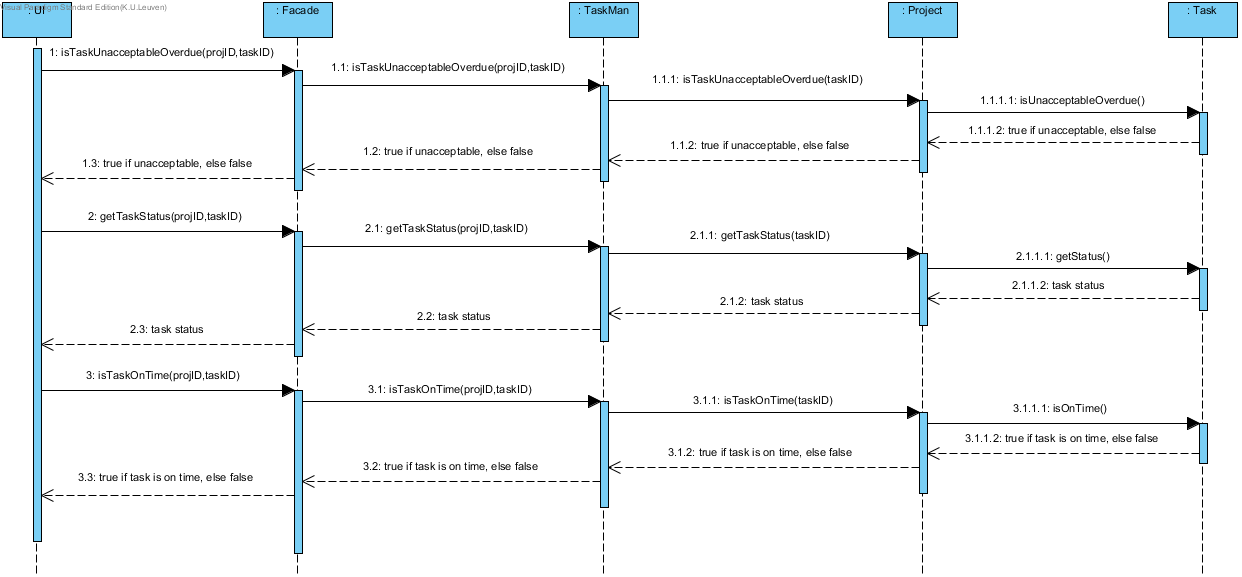 Visual Paradigm Standard Edition(K.U.Leuven)
: UI
: Facade
: TaskMan
: Project
: Task
1: isTaskUnacceptableOverdue(projID,taskID)
1.1: isTaskUnacceptableOverdue(projID,taskID)
1.1.1: isTaskUnacceptableOverdue(taskID)
1.1.1.1: isUnacceptableOverdue()
1.1.1.2: true if unacceptable, else false
1.1.2: true if unacceptable, else false
1.2: true if unacceptable, else false
1.3: true if unacceptable, else false
2: getTaskStatus(projID,taskID)
2.1: getTaskStatus(projID,taskID)
2.1.1: getTaskStatus(taskID)
2.1.1.1: getStatus()
2.1.1.2: task status
2.1.2: task status
2.2: task status
2.3: task status
3: isTaskOnTime(projID,taskID)
3.1: isTaskOnTime(projID,taskID)
3.1.1: isTaskOnTime(taskID)
3.1.1.1: isOnTime()
3.1.1.2: true if task is on time, else false
3.1.2: true if task is on time, else false
3.2: true if task is on time, else false
3.3: true if task is on time, else false